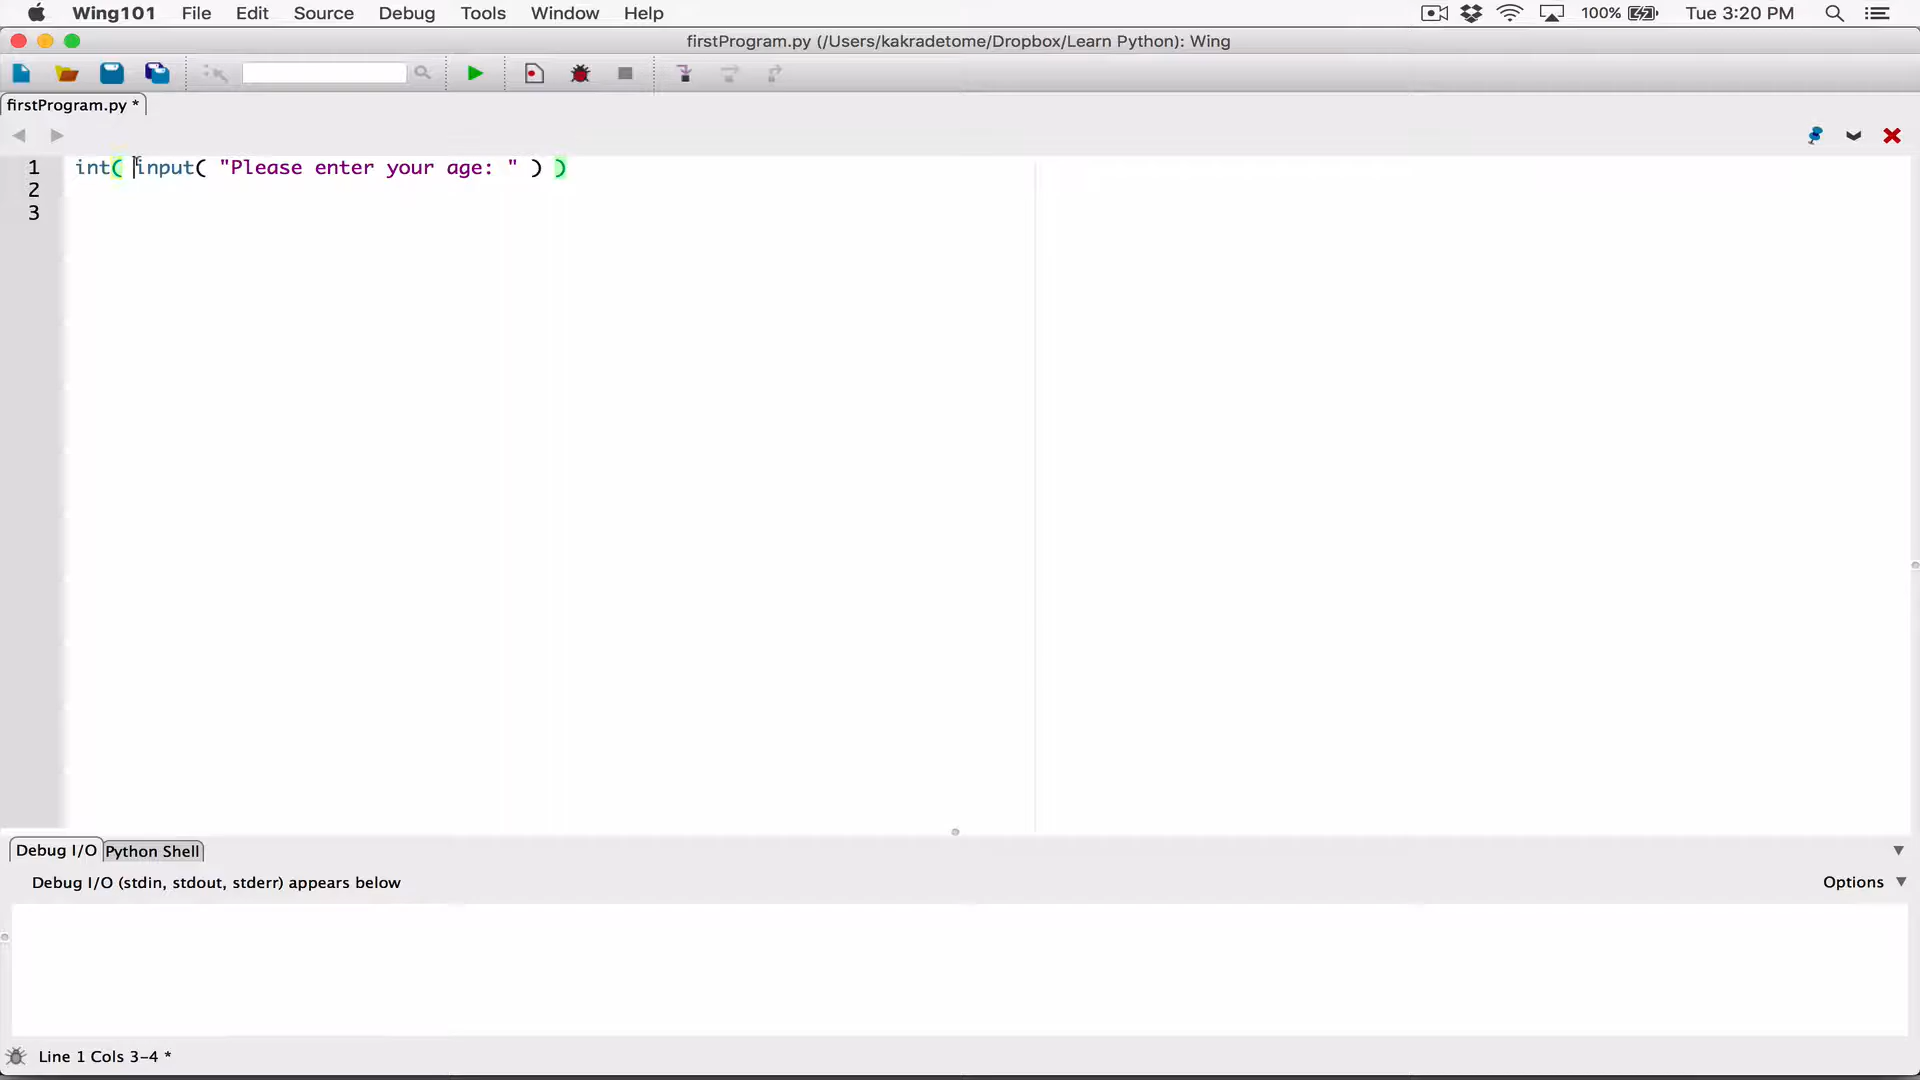 Wing101 File Edit Source Debug Tools Window Help 100% Tue 3:20 PM
firstProgram.py (/Users/kakradetome/Dropbox/Learn Python): Wing
firstProgram.py *
1 int( input( "Please enter your age: " ) )
2
3
Debug I/O Python Shell
Debug I/O (stdin, stdout, stderr) appears below Options
Line 1 Cols 3-4 *